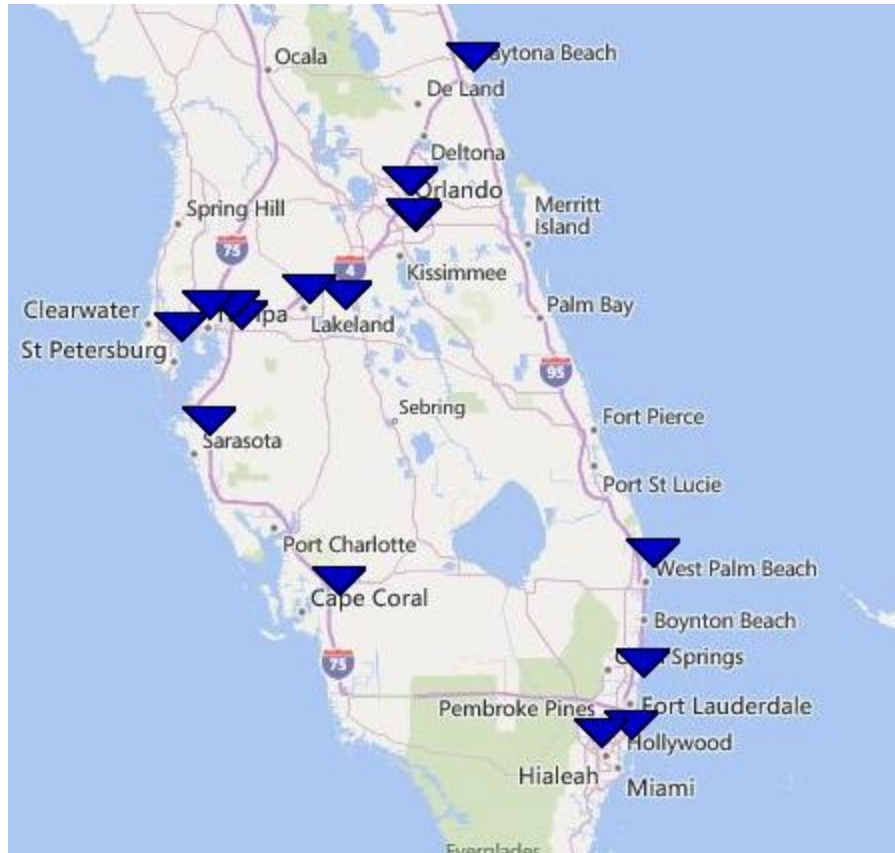 Ocala
aytona Beach
De Land
Deltona
Orlando
Spring Hill
Merritt
Island
75
4
Kissimmee
Clearwater
Lakeland
Palm Bay
St Petersburg
95
Sebring
Fort Pierce
Sarasota
Port St Lucie
Port Charlotte
West Palm Beach
Cape Coral
Boynton Beach
75
Springs
Pembroke Pines
Fort Lauderdale
Hollywood
Hialeah
Miami
Everglades